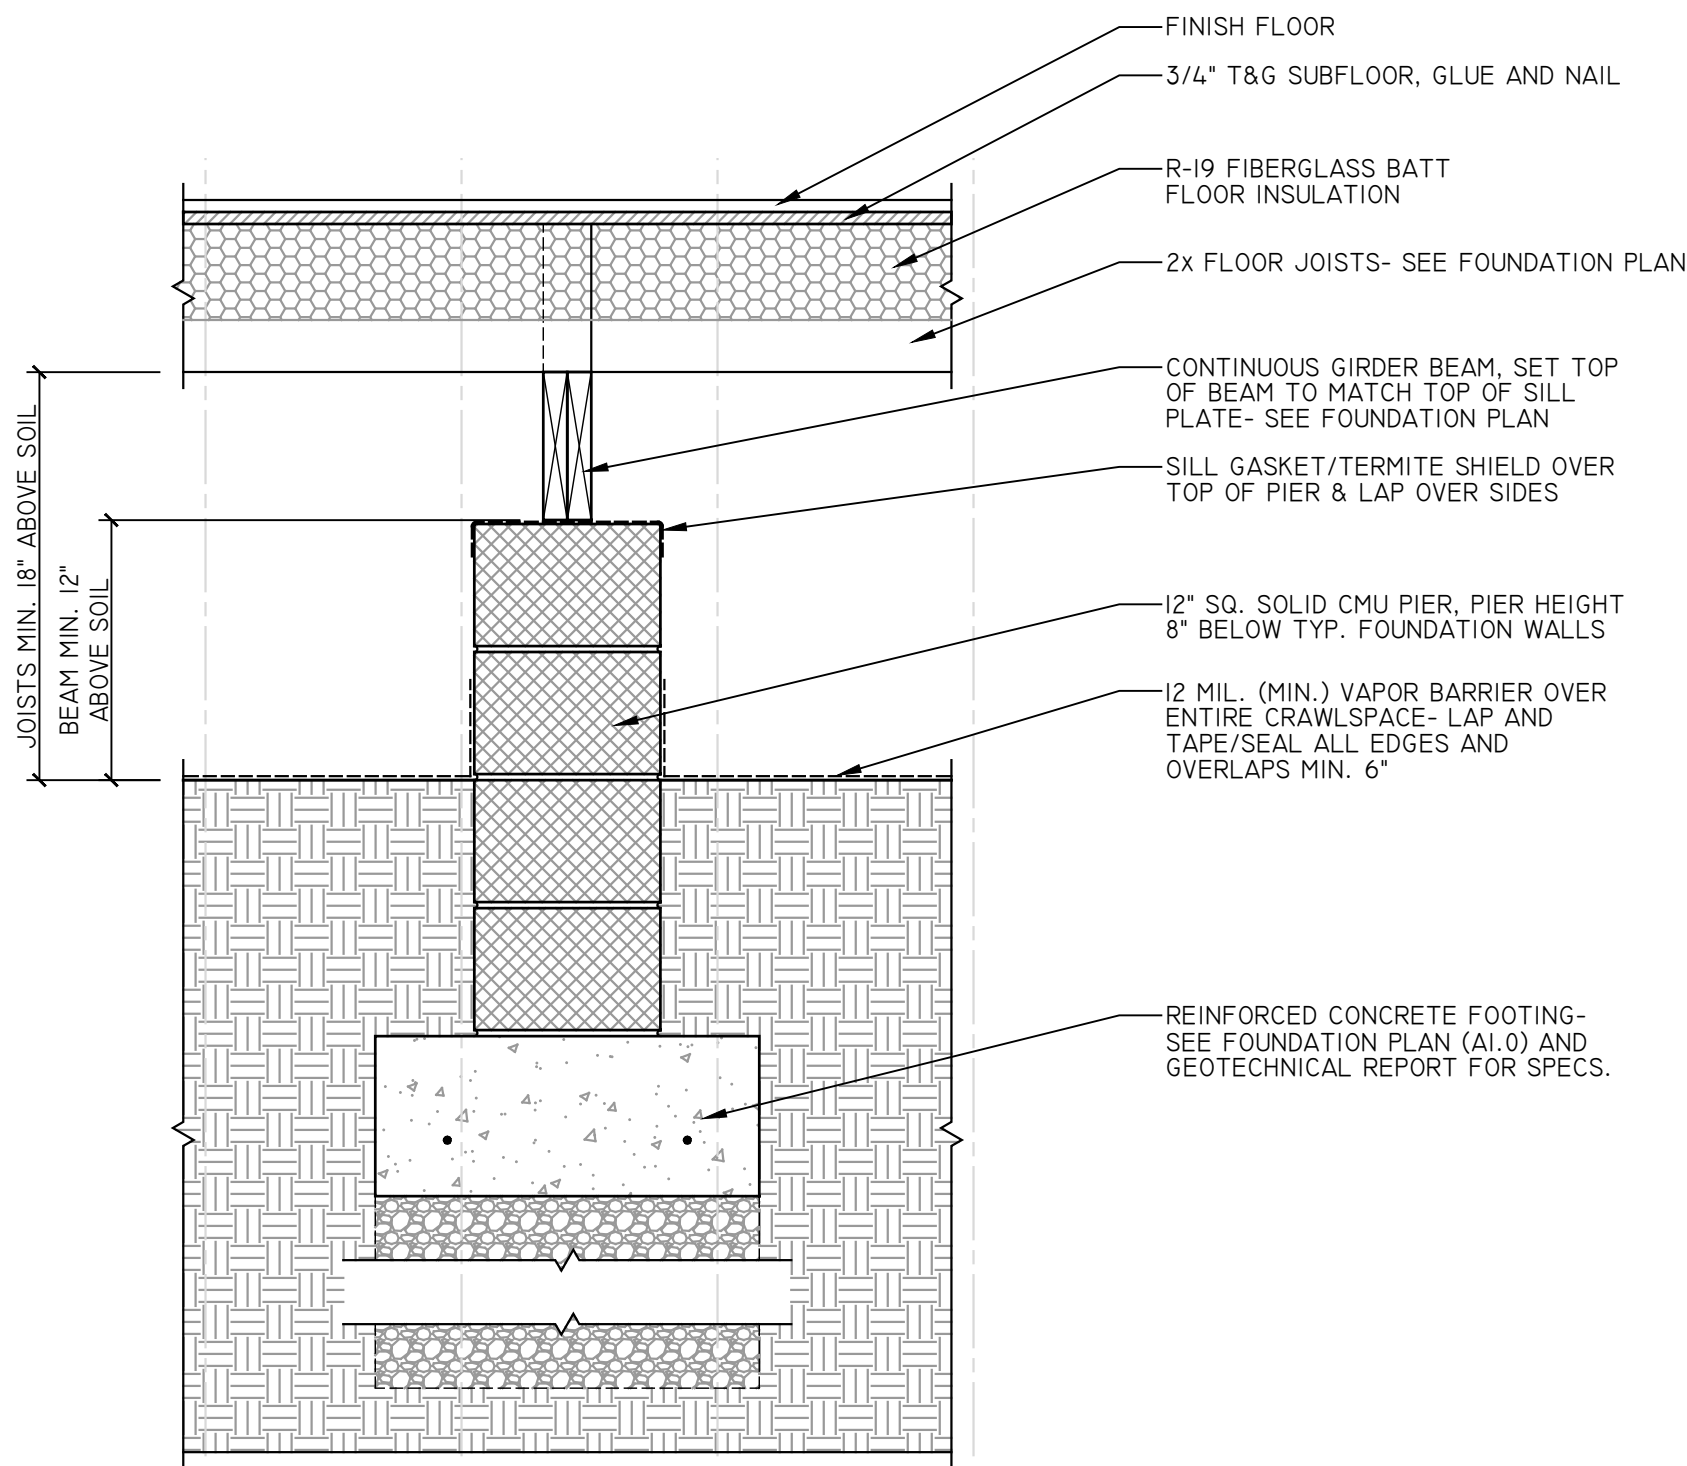 FINISH FLOOR
3/4" T&G SUBFLOOR, GLUE AND NAIL
R-19 FIBERGLASS BATT
FLOOR INSULATION
2x FLOOR JOISTS- SEE FOUNDATION PLAN
CONTINUOUS GIRDER BEAM, SET TOP
OF BEAM TO MATCH TOP OF SILL
PLATE- SEE FOUNDATION PLAN
SILL GASKET/TERMITE SHIELD OVER
TOP OF PIER & LAP OVER SIDES
12" SQ. SOLID CMU PIER, PIER HEIGHT
8" BELOW TYP. FOUNDATION WALLS
12 MIL. (MIN.) VAPOR BARRIER OVER
ENTIRE CRAWLSPACE- LAP AND
TAPE/SEAL ALL EDGES AND
OVERLAPS MIN. 6"
REINFORCED CONCRETE FOOTING-
SEE FOUNDATION PLAN (A1.0) AND
GEOTECHNICAL REPORT FOR SPECS.
JOISTS MIN. 18" ABOVE SOIL
BEAM MIN. 12"
ABOVE SOIL